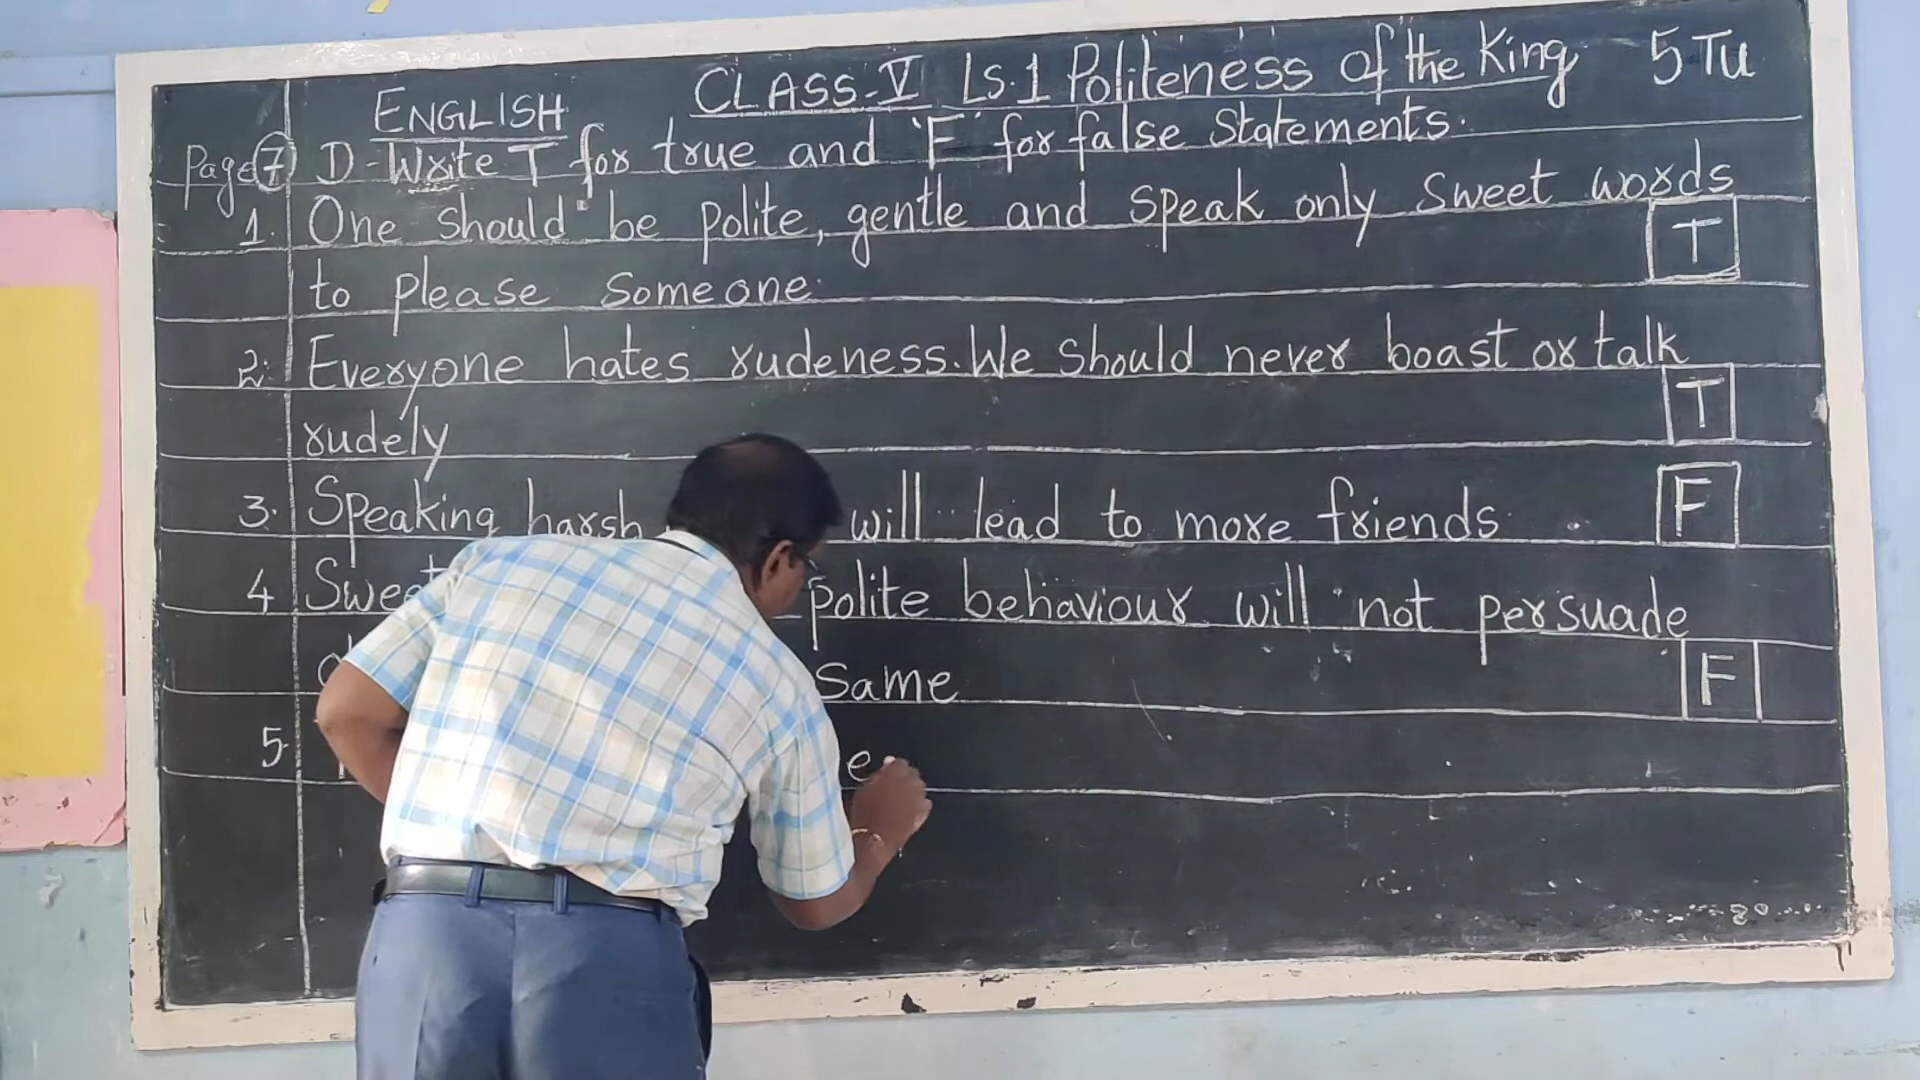 CLASS-V Ls.1 Politeness of the King 5 Tu
ENGLISH
Page 7 D-Write T for true and 'F' for false Statements.
1. One should be polite, gentle and speak only sweet words
to please someone. T
2. Everyone hates rudeness. We should never boast or talk
rudely T
3. Speaking harsh will lead to more friends F
4 polite behaviour will not persuade
Same F
5.